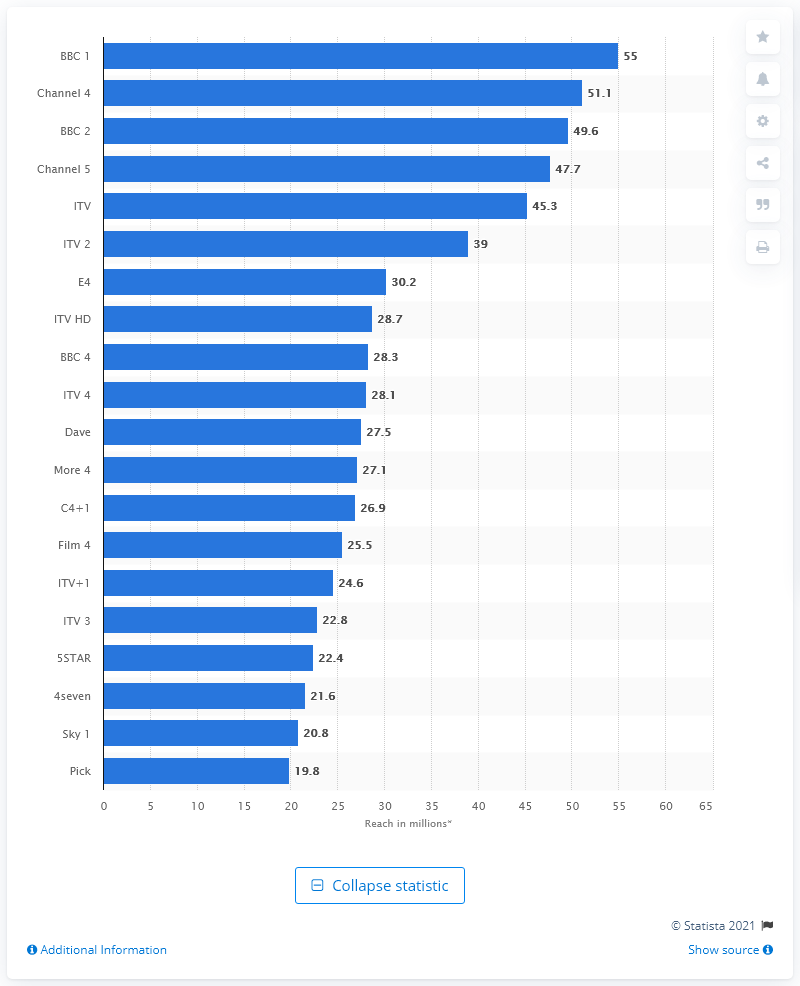 BBC 1 55
Channel 4 51.1
BBC 2 49.6
Channel 5 47.7
ITV 45.3
ITV 2 39
E4 30.2
ITV HD 28.7
BBC 4 28.3
ITV 4 28.1
Dave 27.5
More 4 27.1
C4+1 26.9
Film 4 25.5
ITV+1 24.6
ITV 3 22.8
5STAR 22.4
4seven 21.6
Sky 1 20.8
Pick 19.8
0 5 10 15 20 25 30 35 40 45 50 55 60 65
Reach in millions*
Collapse statistic
© Statista 2021
Additional Information Show source